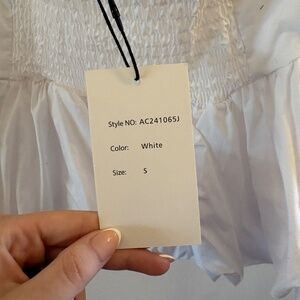 Style NO: AC241065J
Color: White
Size: S